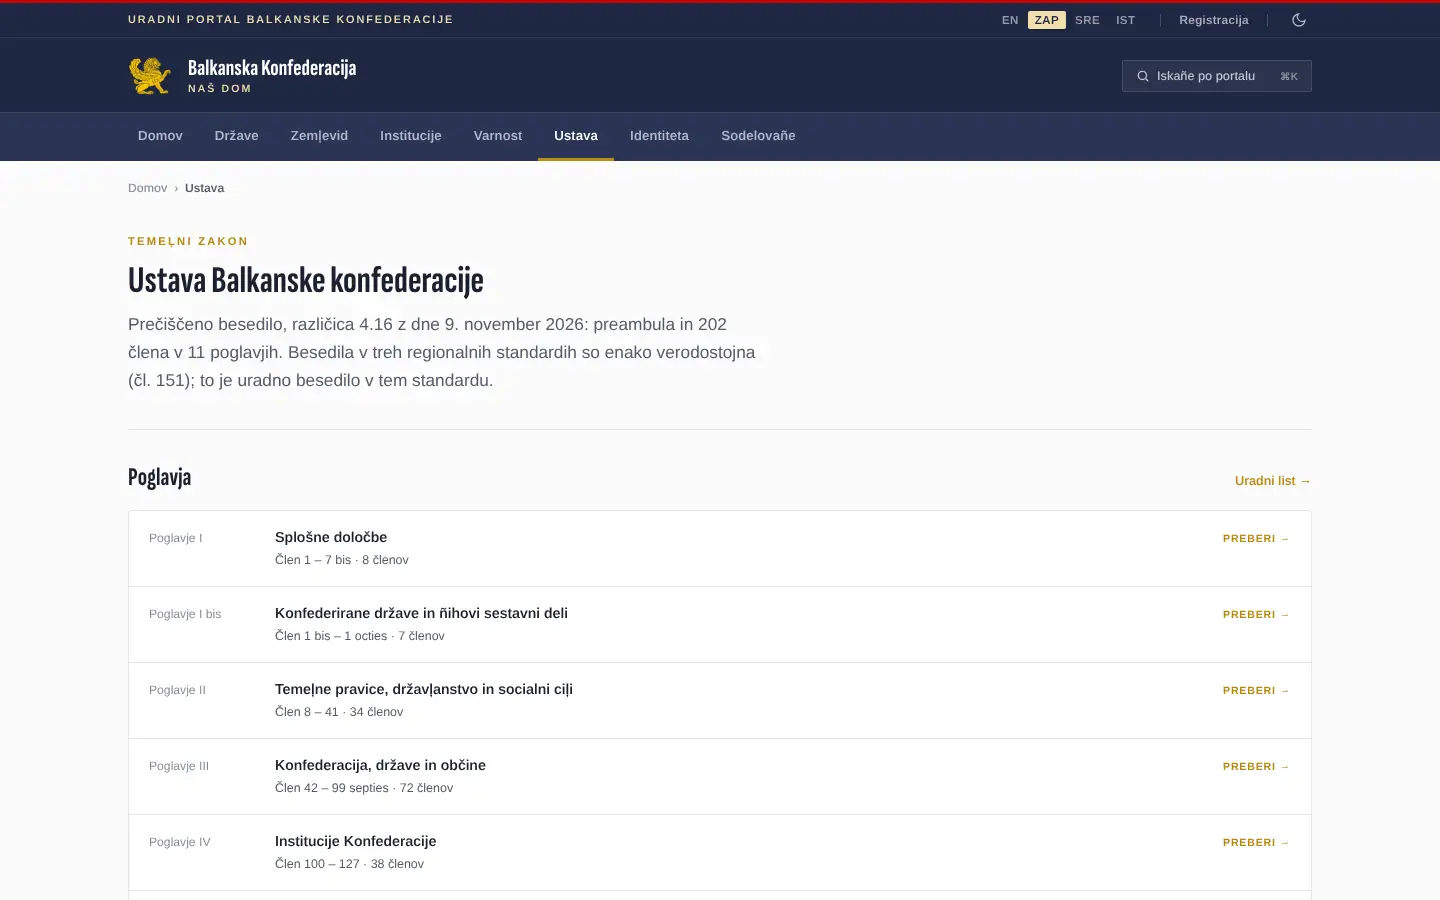 URADNI PORTAL BALKANSKE KONFEDERACIJE
EN ZAP SRE IST Registracija
Balkanska Konfederacija
NAŠ DOM
Iskańe po portalu ⌘K
Domov Države Zemļevid Institucije Varnost Ustava Identiteta Sodelovańe
Domov › Ustava
TEMEĻNI ZAKON
Ustava Balkanske konfederacije
Prečiščeno besedilo, različica 4.16 z dne 9. november 2026: preambula in 202
člena v 11 poglavjih. Besedila v treh regionalnih standardih so enako verodostojna
(čl. 151); to je uradno besedilo v tem standardu.
Poglavja
Uradni list →
Poglavje I Splošne določbe PREBERI →
Člen 1 – 7 bis · 8 členov
Poglavje I bis Konfederirane države in ńihovi sestavni deli PREBERI →
Člen 1 bis – 1 octies · 7 členov
Poglavje II Temeļne pravice, državļanstvo in socialni ciļi PREBERI →
Člen 8 – 41 · 34 členov
Poglavje III Konfederacija, države in občine PREBERI →
Člen 42 – 99 septies · 72 členov
Poglavje IV Institucije Konfederacije PREBERI →
Člen 100 – 127 · 38 členov